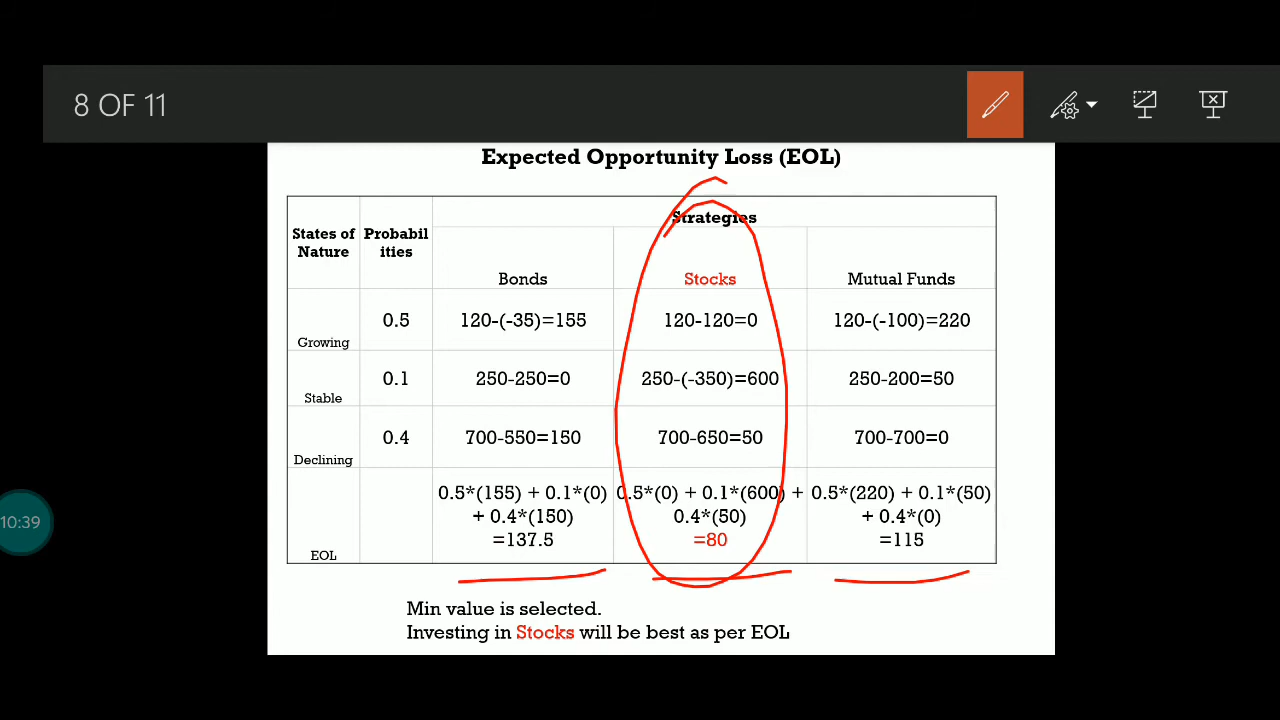 8 OF 11
Expected Opportunity Loss (EOL)
States of Nature
Probabil
ities
Strategies
Bonds
Stocks
Mutual Funds
Growing
0.5
120-(-35)=155
120-120=0
120-(-100)=220
Stable
0.1
250-250=0
250-(-350)=600
250-200=50
Declining
0.4
700-550=150
700-650=50
700-700=0
EOL
0.5*(155) + 0.1*(0)
+ 0.4*(150)
=137.5
0.5*(0) + 0.1*(600) +
0.4*(50)
=80
0.5*(220) + 0.1*(50)
+ 0.4*(0)
=115
10:39
Min value is selected.
Investing in Stocks will be best as per EOL